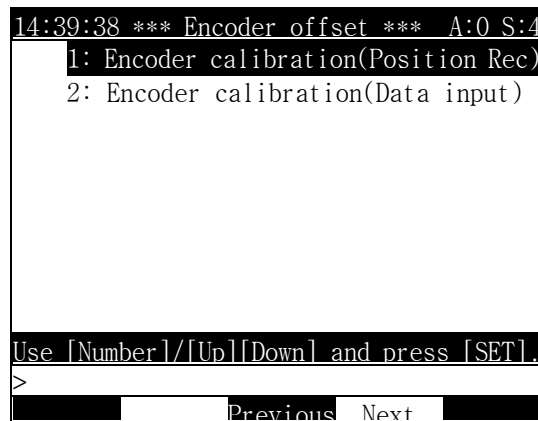 14:39:38 *** Encoder offset *** A:0 S:4
1: Encoder calibration(Position Rec)
2: Encoder calibration(Data input)
Use [Number]/[Up][Down] and press [SET].
>
Previous Next